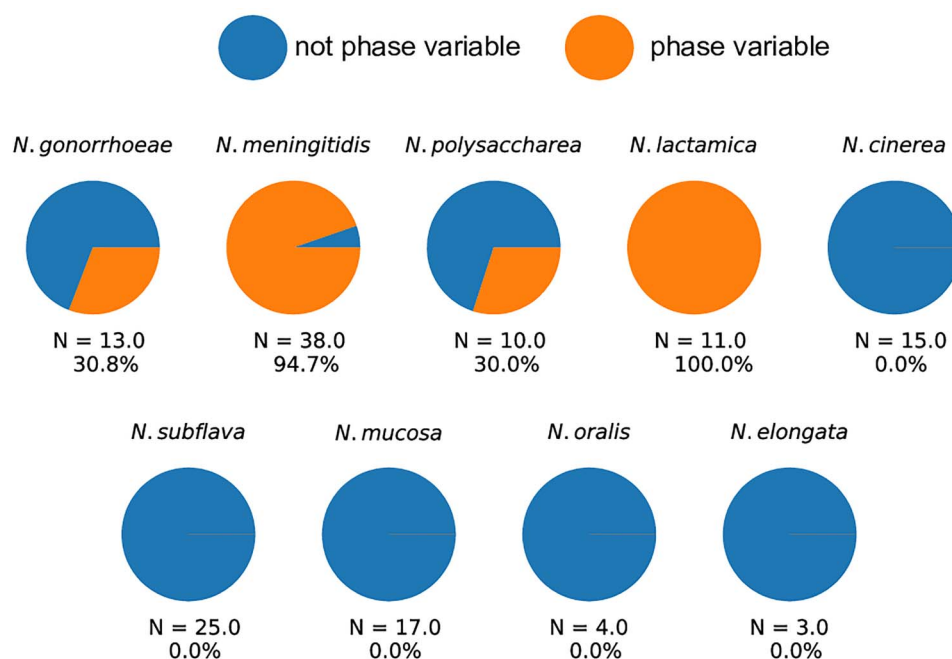 not phase variable phase variable
N. gonorrhoeae N. meningitidis N. polysaccharea N. lactamica N. cinerea
N = 13.0 N = 38.0 N = 10.0 N = 11.0 N = 15.0
30.8% 94.7% 30.0% 100.0% 0.0%
N. subflava N. mucosa N. oralis N. elongata
N = 25.0 N = 17.0 N = 4.0 N = 3.0
0.0% 0.0% 0.0% 0.0%